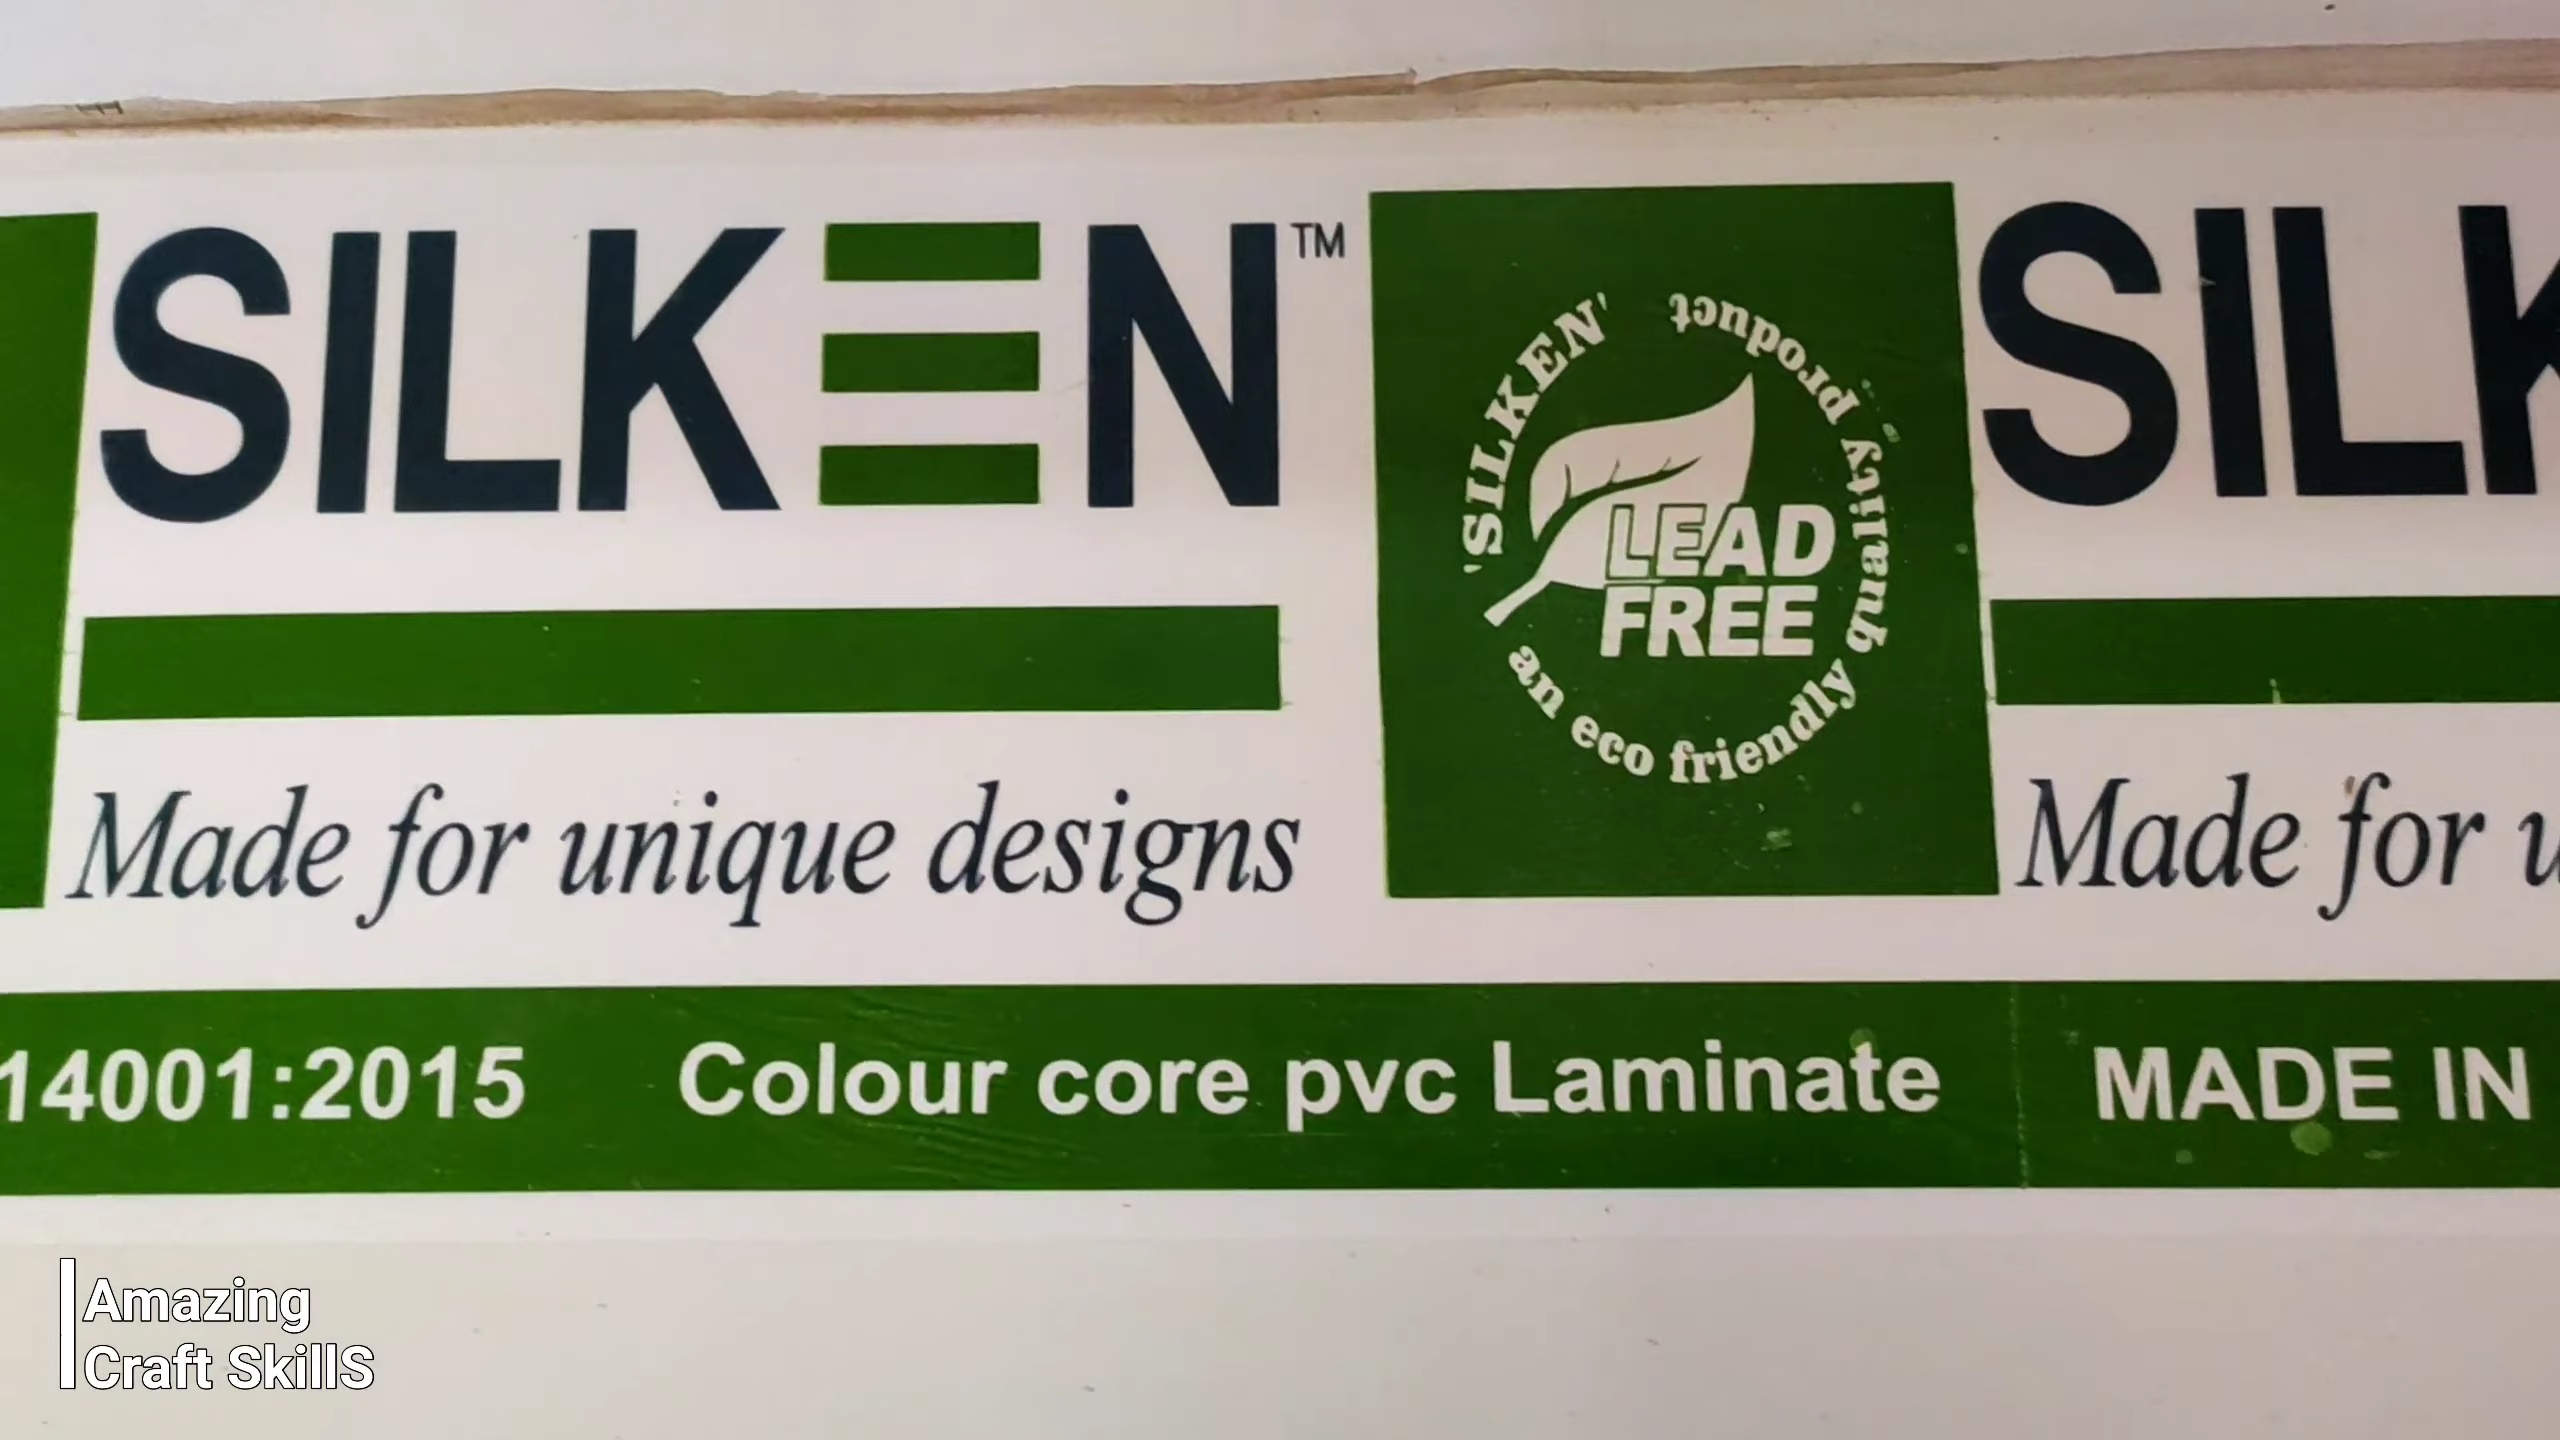 SILKEN™
Made for unique designs
'SILKEN' an eco friendly quality product
LEAD
FREE
SILK
Made for u
14001:2015 Colour core pvc Laminate MADE IN
Amazing
Craft SkillS